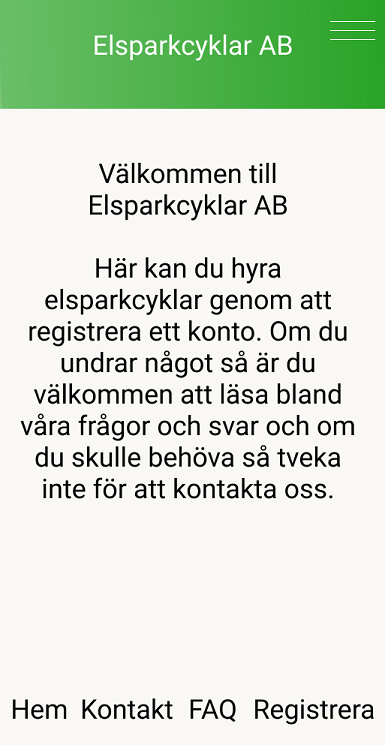 Elsparkcyklar AB
Välkommen till
Elsparkcyklar AB
Här kan du hyra
elsparkcyklar genom att
registrera ett konto. Om du
undrar något så är du
välkommen att läsa bland
våra frågor och svar och om
du skulle behöva så tveka
inte för att kontakta oss.
Hem Kontakt FAQ Registrera